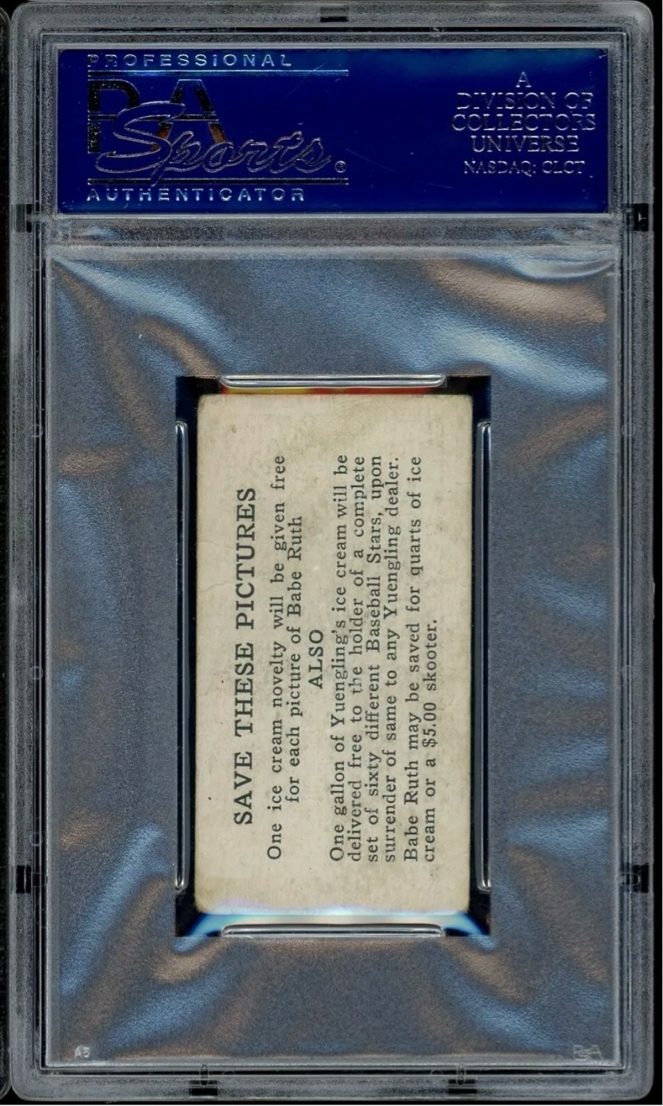 PROFESSIONAL
PSA
Sports
AUTHENTICATOR
A
DIVISION OF
COLLECTORS
UNIVERSE
NASDAQ: CLCT
SAVE THESE PICTURES
One ice cream novelty will be given free
for each picture of Babe Ruth
ALSO
One gallon of Yuengling's ice cream will be
delivered free to the holder of a complete
set of sixty different Baseball Stars, upon
surrender of same to any Yuengling dealer.
Babe Ruth may be saved for quarts of ice
cream or a $5.00 skooter.